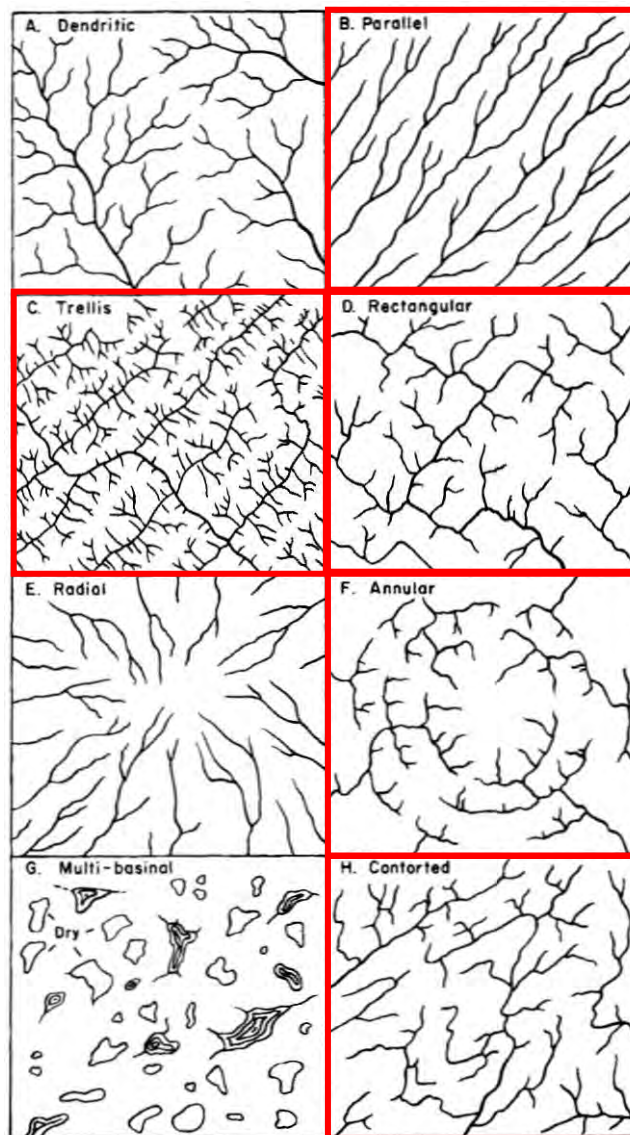 A. Dendritic
B. Parallel
C. Trellis
D. Rectangular
E. Radial
F. Annular
G. Multi-basinal
Dry
H. Contorted